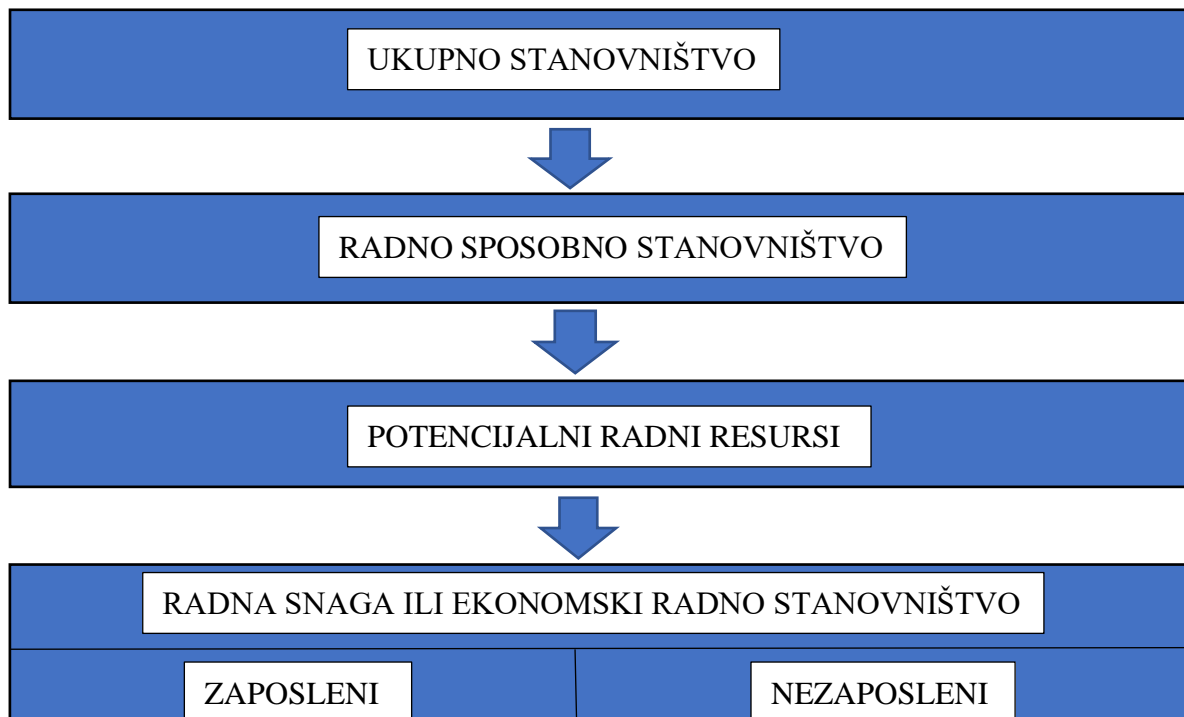 UKUPNO STANOVNIŠTVO
RADNO SPOSOBNO STANOVNIŠTVO
POTENCIJALNI RADNI RESURSI
RADNA SNAGA ILI EKONOMSKI RADNO STANOVNIŠTVO
ZAPOSLENI
NEZAPOSLENI